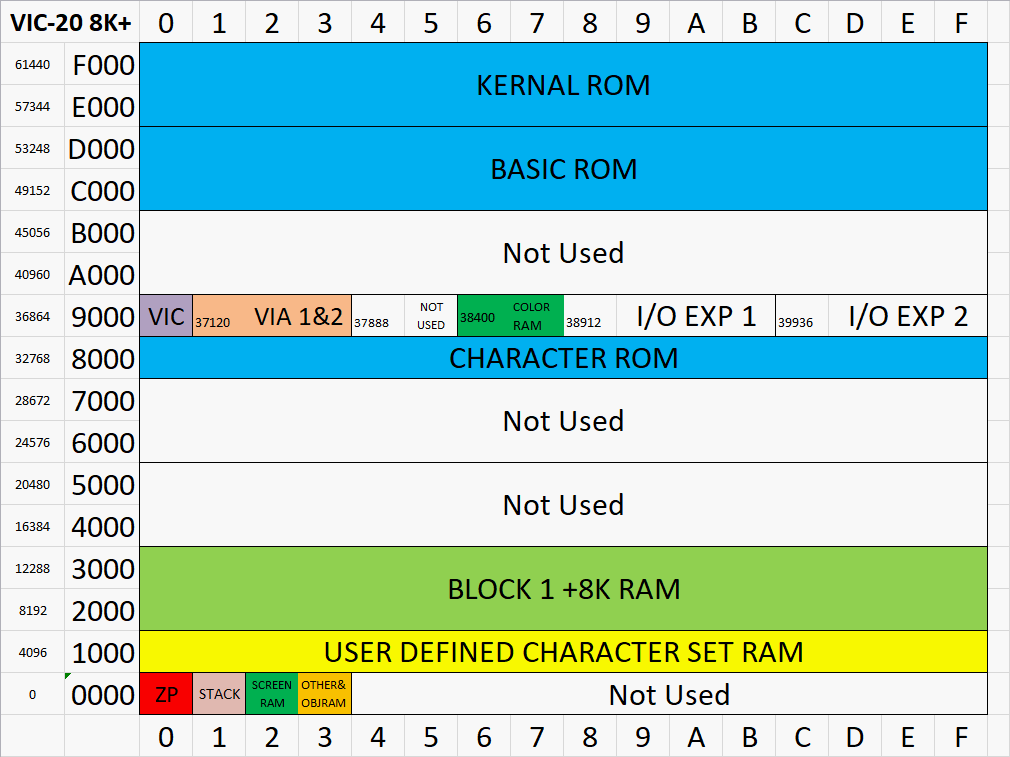 VIC-20 8K+ 0 1 2 3 4 5 6 7 8 9 A B C D E F
61440 F000 KERNAL ROM
57344 E000
53248 D000 BASIC ROM
49152 C000
45056 B000 Not Used
40960 A000
36864 9000 VIC 37120 VIA 1&2 37888 NOT USED 38400 COLOR RAM 38912 I/O EXP 1 39936 I/O EXP 2
32768 8000 CHARACTER ROM
28672 7000 Not Used
24576 6000
20480 5000 Not Used
16384 4000
12288 3000 BLOCK 1 +8K RAM
8192 2000
4096 1000 USER DEFINED CHARACTER SET RAM
0 0000 ZP STACK SCREEN RAM OTHER& OBJRAM Not Used
0 1 2 3 4 5 6 7 8 9 A B C D E F